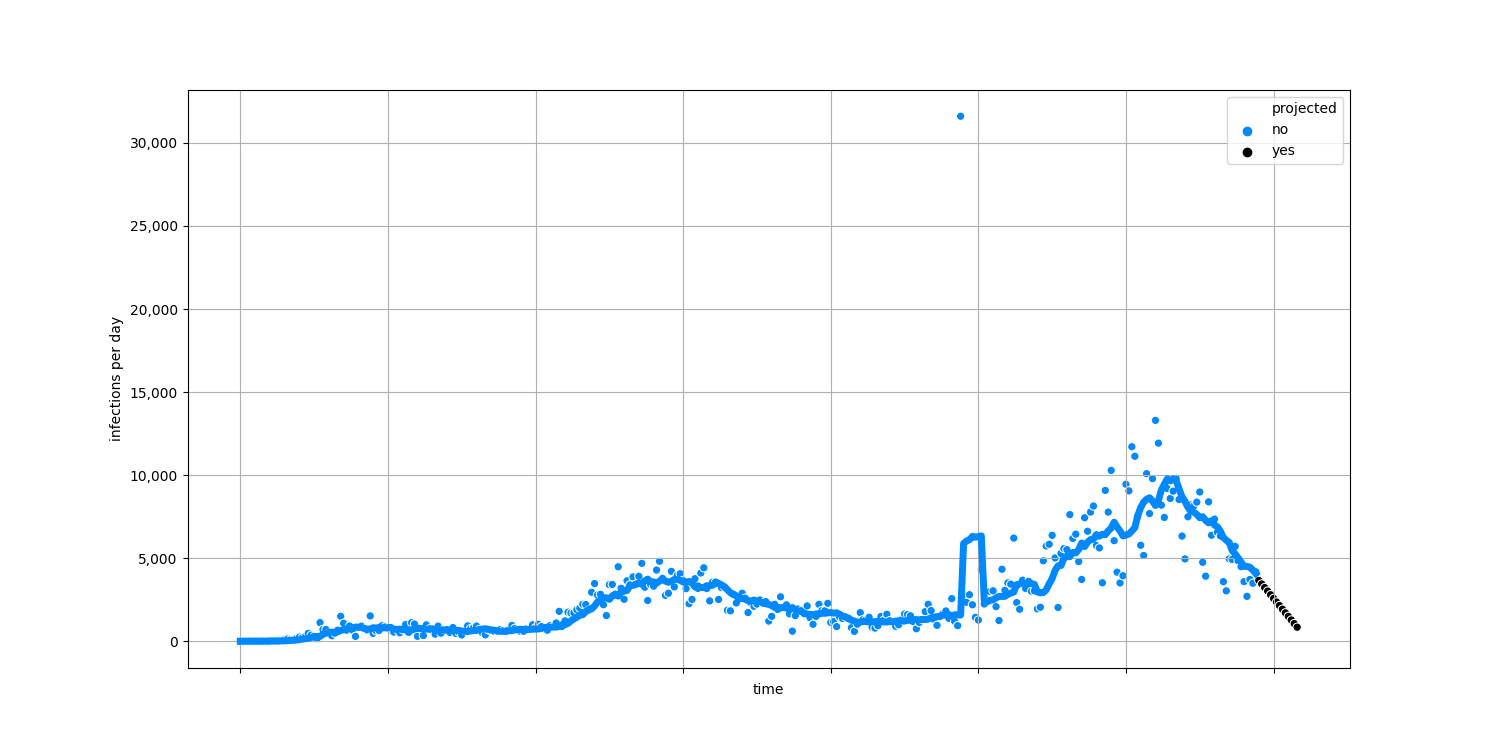 projected
no
yes
30,000
25,000
20,000
15,000
10,000
5,000
0
infections per day
time